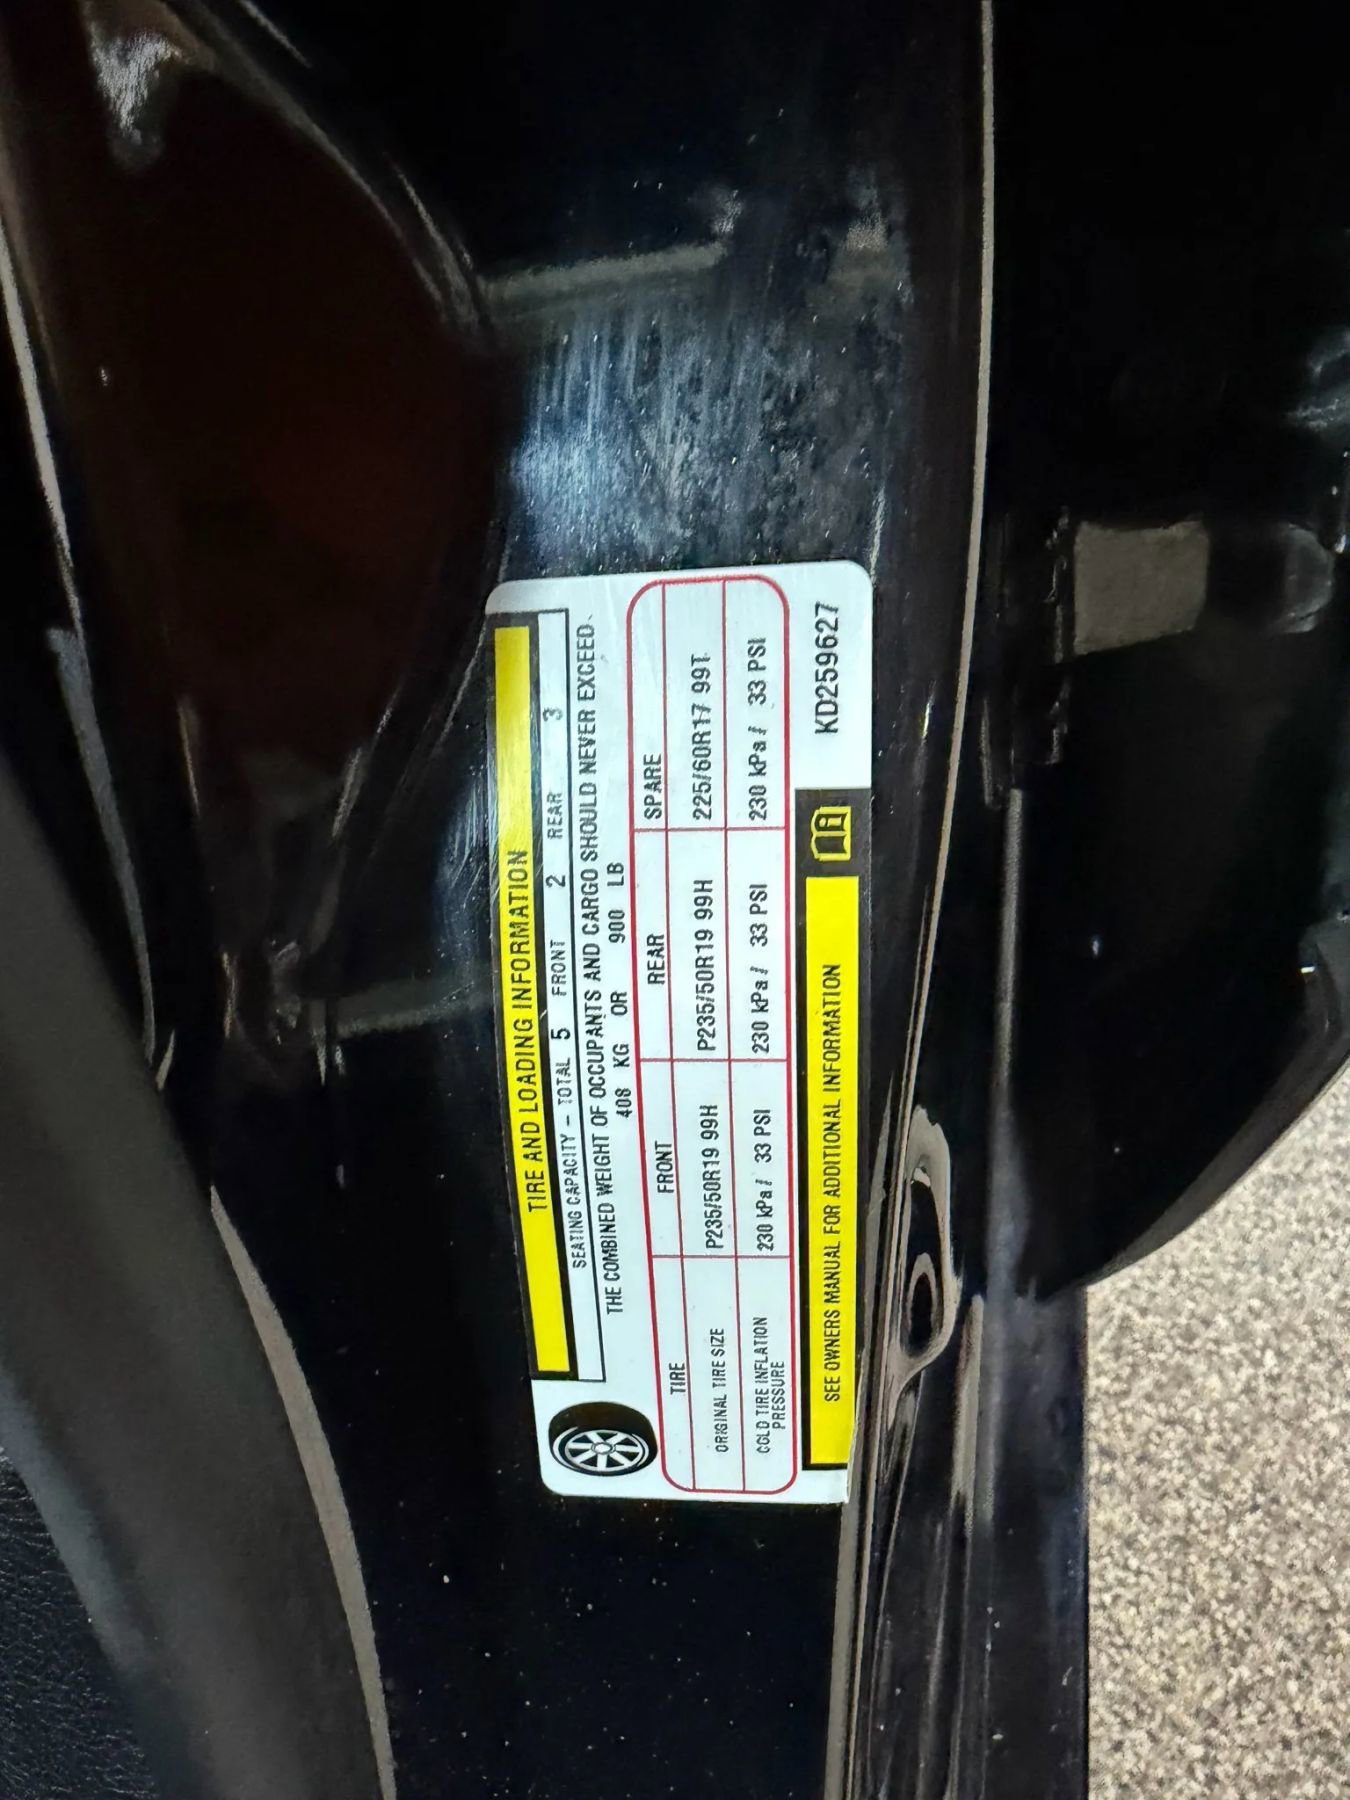 TIRE AND LOADING INFORMATION
SEATING CAPACITY – TOTAL 5 FRONT 2 REAR 3
THE COMBINED WEIGHT OF OCCUPANTS AND CARGO SHOULD NEVER EXCEED
408 KG OR 900 LB
TIRE FRONT REAR SPARE
ORIGINAL TIRE SIZE P235/50R19 99H P235/50R19 99H 225/60R17 99T
COLD TIRE INFLATION
PRESSURE 230 kPa / 33 PSI 230 kPa / 33 PSI 230 kPa / 33 PSI
SEE OWNERS MANUAL FOR ADDITIONAL INFORMATION KD259627